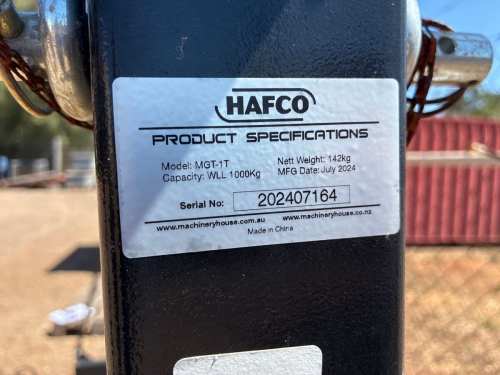 HAFCO
PRODUCT SPECIFICATIONS
Model: MGT-1T Nett Weight: 142kg
Capacity: WLL 1000Kg MFG Date: July 2024
Serial No: 202407164
www.machineryhouse.com.au www.machineryhouse.co.nz
Made in China